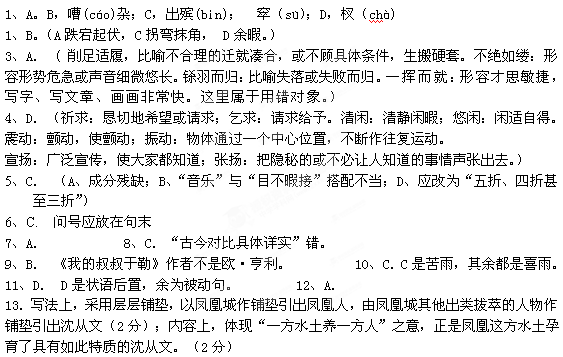 1、A。B，嘈(cáo)杂；C，出殡(bìn)；  窣（sū）；D，杈（chà）
1、B。（A跌宕起伏，C拐弯抹角， D余暇。）
3、A. （ 削足适履，比喻不合理的迁就凑合，或不顾具体条件，生搬硬套。不绝如缕：形
容形势危急或声音细微悠长。铩羽而归：比喻失落或失败而归。一挥而就：形容才思敏捷，
写字、写文章、画画非常快。这里属于用错对象。）
4、D. （祈求：恳切地希望或请求；乞求：请求给予。清闲：清静闲暇；悠闲：闲适自得。
震动：颤动，使颤动；振动：物体通过一个中心位置，不断作往复运动。
宣扬：广泛宣传，使大家都知道；张扬：把隐秘的或不必让人知道的事情声张出去。）
5、C. （A、成分残缺；B、“音乐”与“目不暇接”搭配不当；D、应改为“五折、四折甚
至三折”）
6、C. 问号应放在句末
7、A. 8、C. “古今对比具体详实”错。
9、B. 《我的叔叔于勒》作者不是欧·亨利。 10、C. C是苦雨，其余都是喜雨。
11、D. D是状语后置，余为被动句。 12、A.
13. 写法上，采用层层铺垫，以凤凰城作铺垫引出凤凰人，由凤凰城其他出类拔萃的人物作
铺垫引出沈从文（2分）；内容上，体现“一方水土养一方人”之意，正是凤凰这方水土孕
育了具有如此特质的沈从文。（2分）